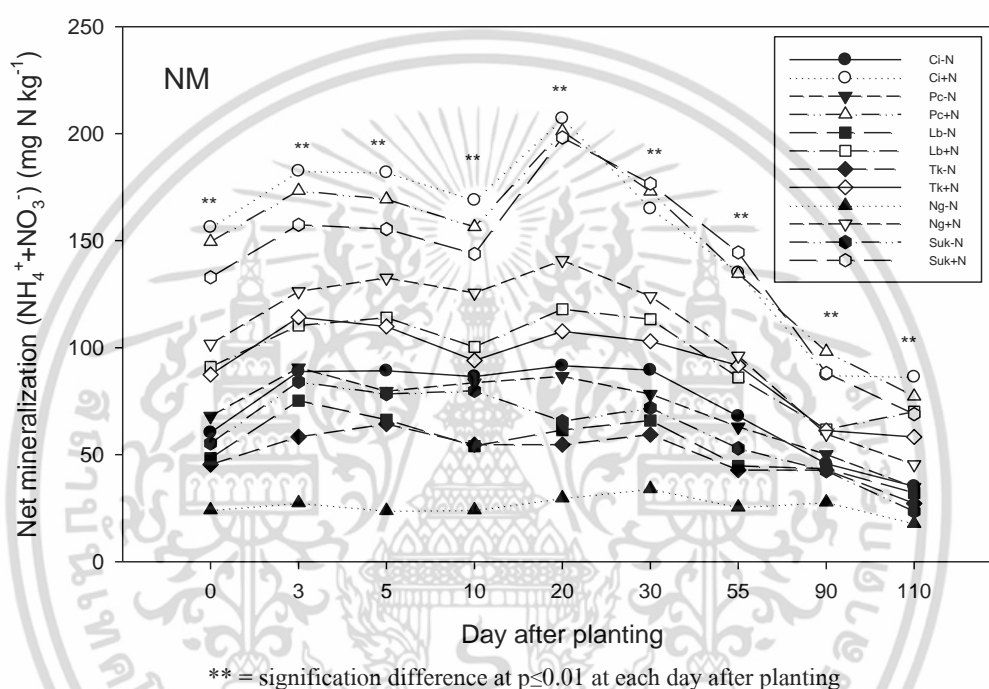 250
200
150
100
50
0
Net mineralization (NH₄⁺+NO₃⁻) (mg N kg⁻¹)
NM
** ** ** ** ** ** ** ** **
Ci-N
Ci+N
Pc-N
Pc+N
Lb-N
Lb+N
Tk-N
Tk+N
Ng-N
Ng+N
Suk-N
Suk+N
0 3 5 10 20 30 55 90 110
Day after planting
** = signification difference at p≤0.01 at each day after planting